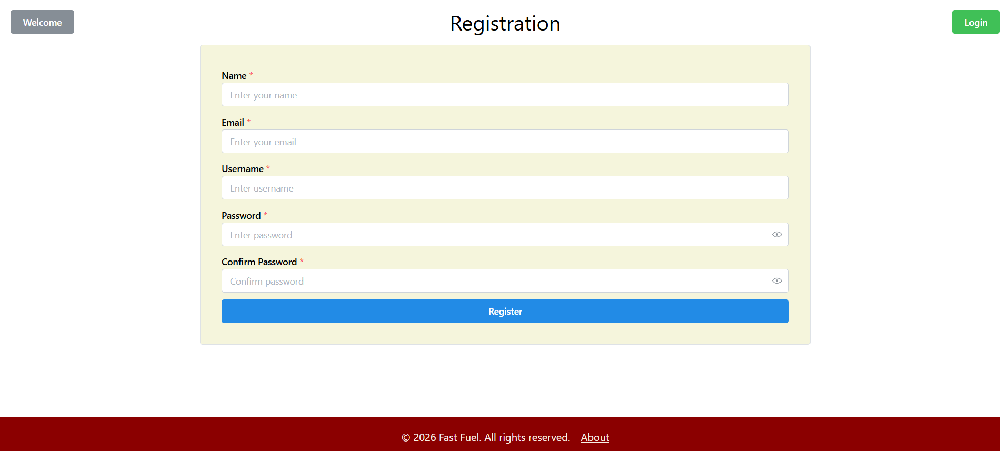 Welcome
Registration
Login
Name *
Enter your name
Email *
Enter your email
Username *
Enter username
Password *
Enter password
Confirm Password *
Confirm password
Register
© 2026 Fast Fuel. All rights reserved. About